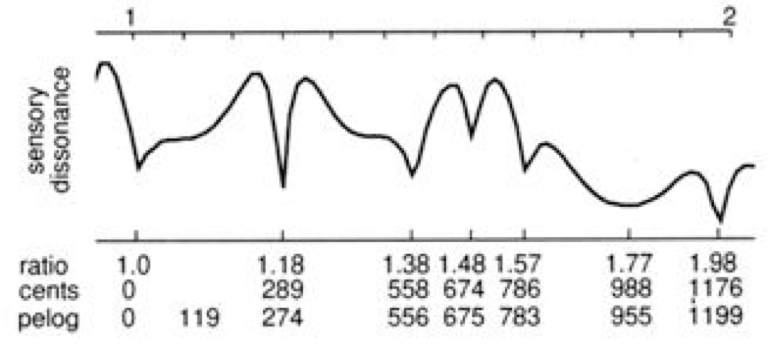 1 2
sensory
dissonance
ratio 1.0 1.18 1.38 1.48 1.57 1.77 1.98
cents 0 289 558 674 786 988 1176
pelog 0 119 274 556 675 783 955 1199